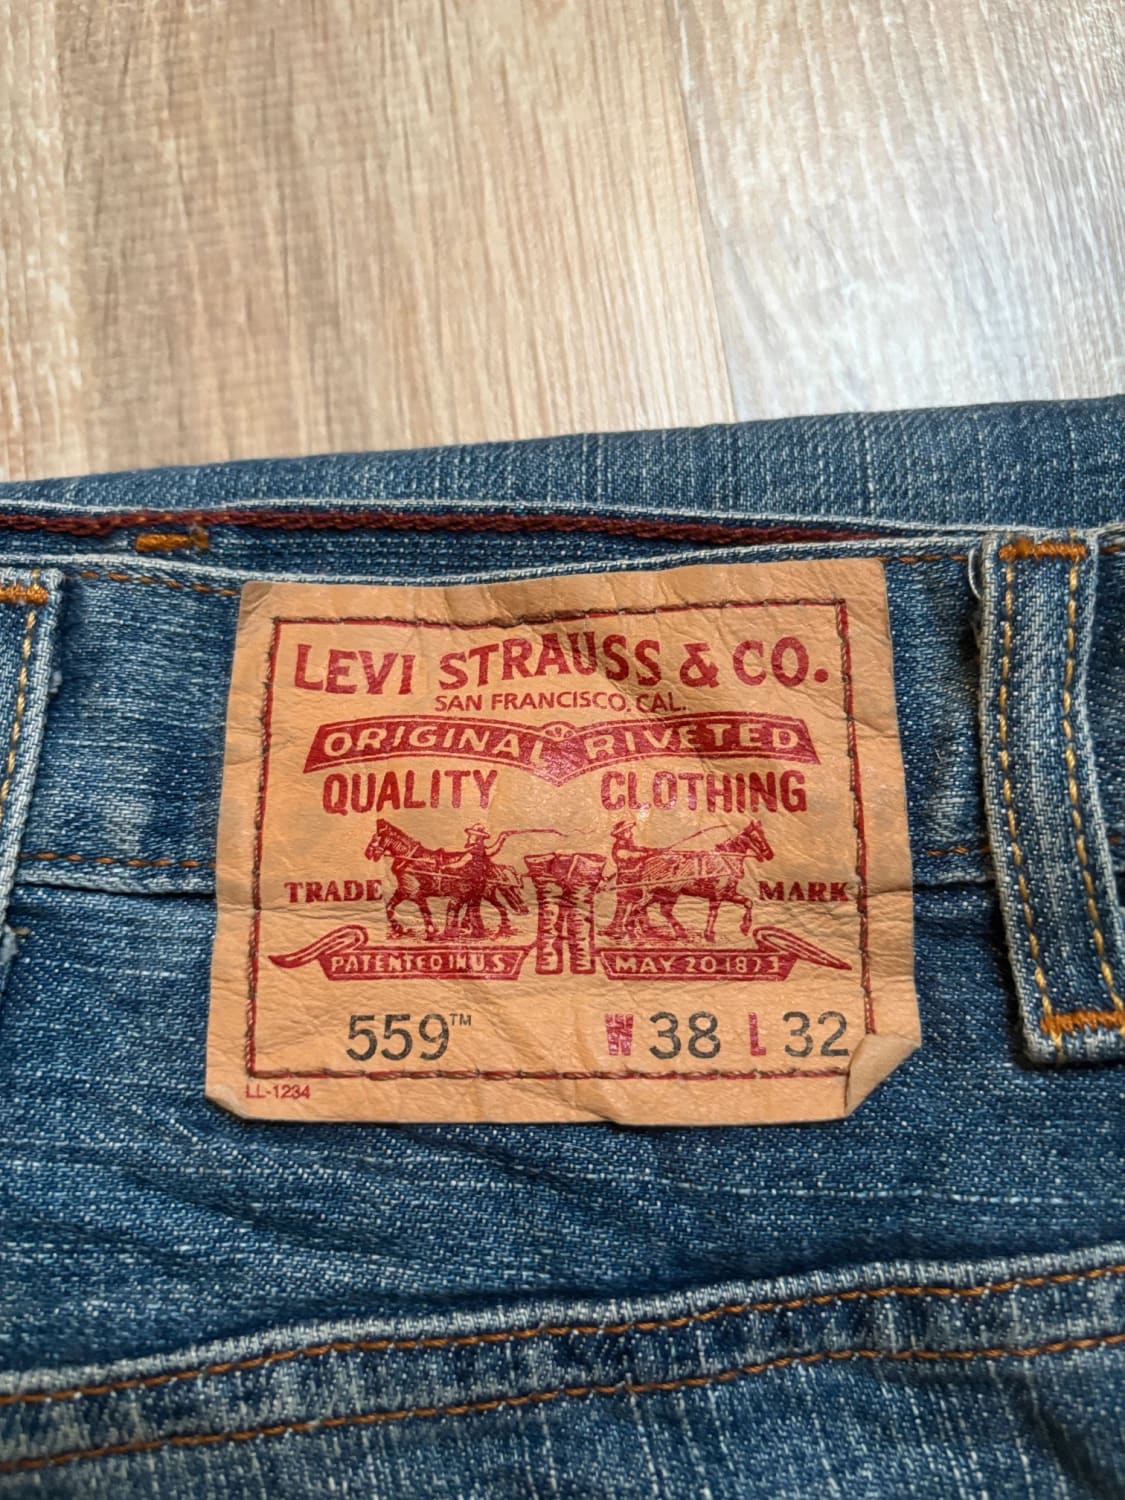 LEVI STRAUSS & CO.
SAN FRANCISCO, CAL.
ORIGINAL RIVETED
QUALITY CLOTHING
TRADE MARK
PATENTED IN U.S. MAY 20 1873
559™ W 38 L 32
LL-1234